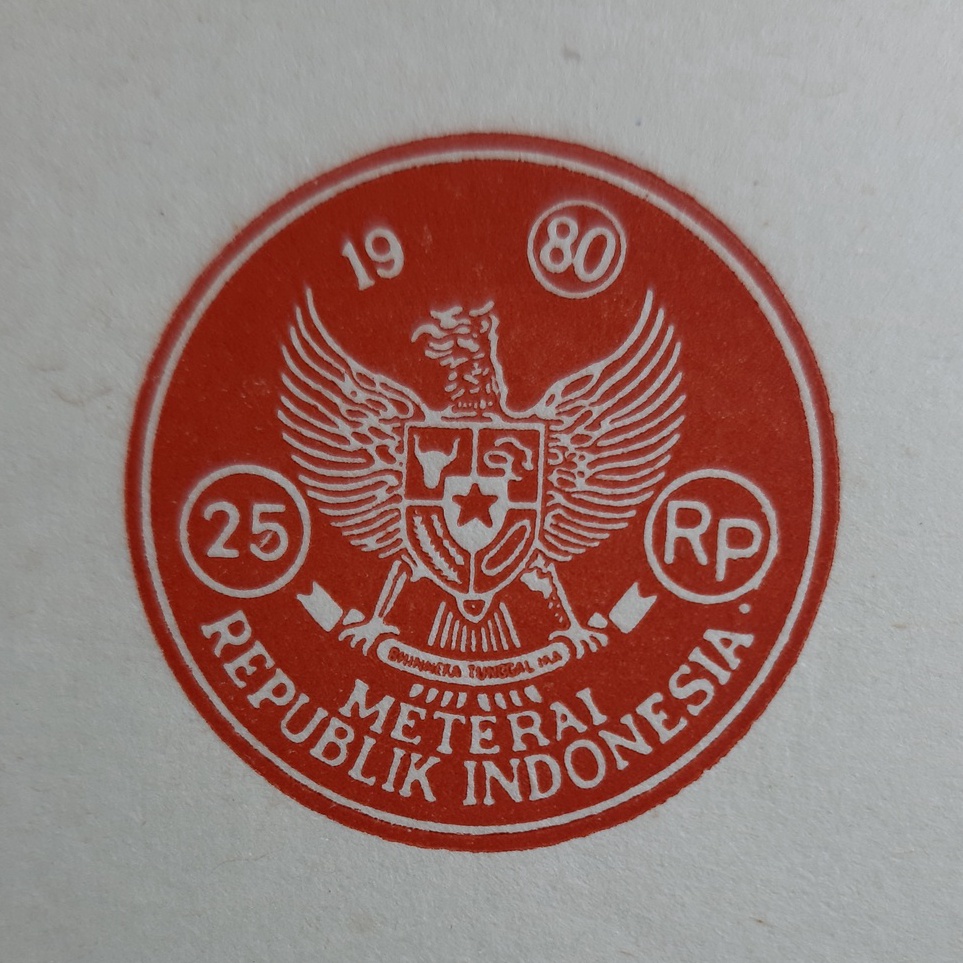 19 80
25 RP
BHINNEKA TUNGGAL IKA
METERAI
REPUBLIK INDONESIA.